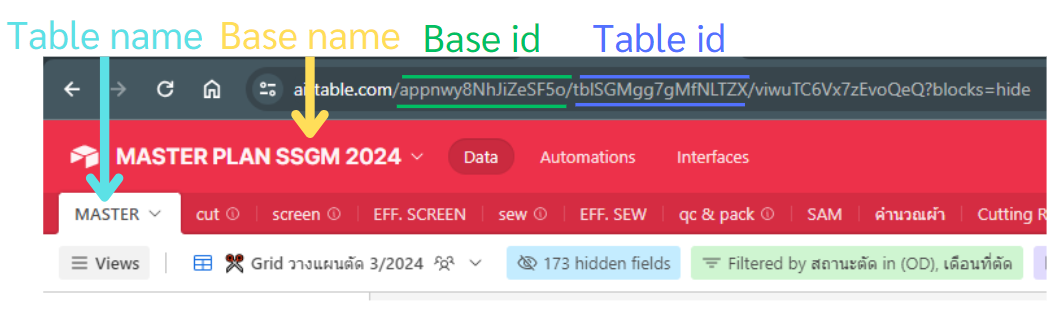 Table name Base name Base id Table id
airtable.com/appnwy8NhJiZeSF5o/tblSGMgg7gMfNLTZX/viwuTC6Vx7zEvoQeQ?blocks=hide
MASTER PLAN SSGM 2024 Data Automations Interfaces
MASTER cut screen EFF. SCREEN sew EFF. SEW qc & pack SAM คำนวณผ้า Cutting R
Views Grid วางแผนตัด 3/2024 173 hidden fields Filtered by สถานะตัด in (OD), เดือนที่ตัด